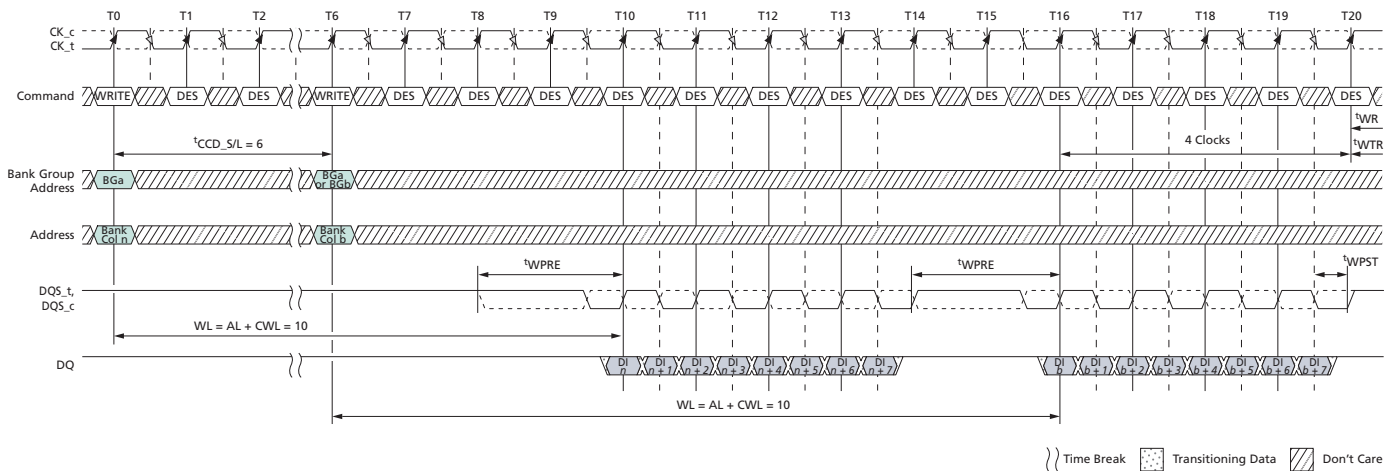 T0 T1 T2 T6 T7 T8 T9 T10 T11 T12 T13 T14 T15 T16 T17 T18 T19 T20
CK_c
CK_t
Command WRITE DES DES WRITE DES DES DES DES DES DES DES DES DES DES DES DES DES DES
tWR
tCCD_S/L = 6 4 Clocks
tWTR
Bank Group
Address
BGa
BGa
or BGb
Address
Bank
Col n
Bank
Col b
tWPRE tWPRE tWPST
DQS_t,
DQS_c
WL = AL + CWL = 10
DQ
DI
n
DI
n + 1
DI
n + 2
DI
n + 3
DI
n + 4
DI
n + 5
DI
n + 6
DI
n + 7
DI
b
DI
b + 1
DI
b + 2
DI
b + 3
DI
b + 4
DI
b + 5
DI
b + 6
DI
b + 7
WL = AL + CWL = 10
Time Break Transitioning Data Don't Care